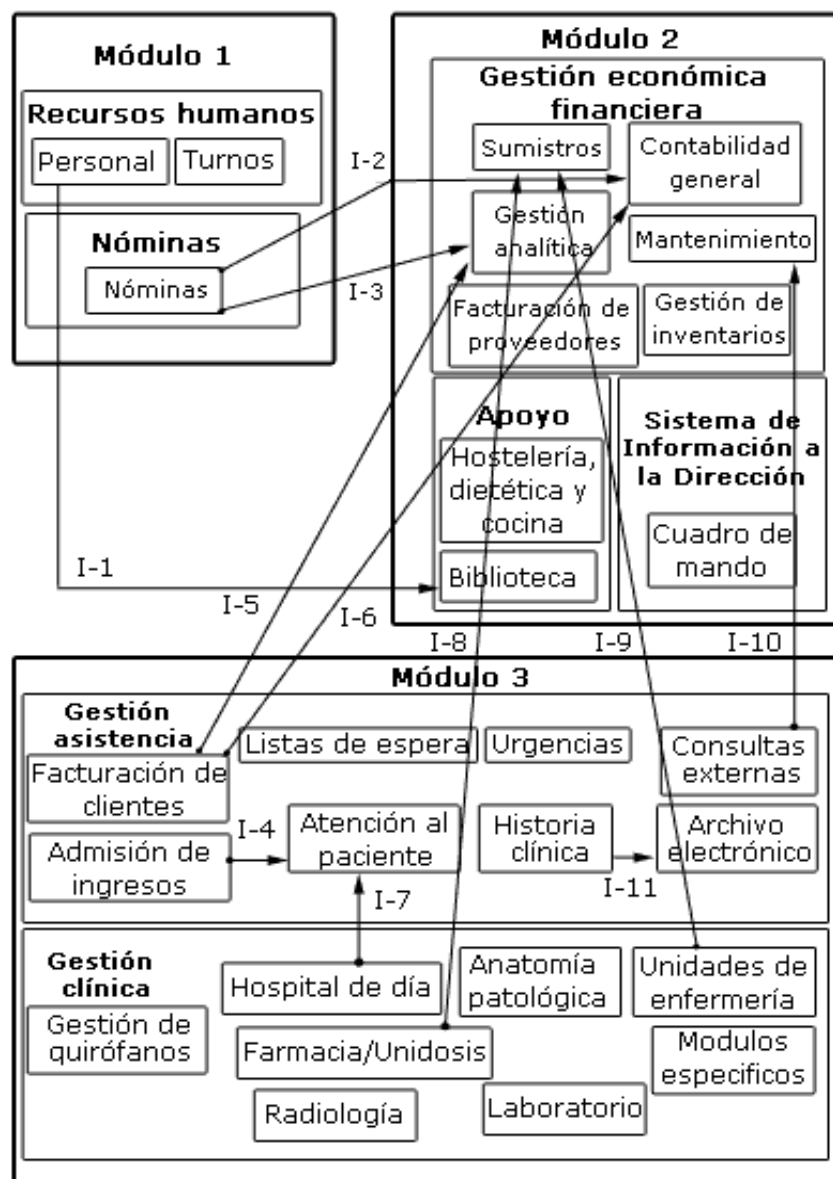 Módulo 1
Recursos humanos
Personal
Turnos
Nóminas
Nóminas
I-2
I-3
Módulo 2
Gestión económica
financiera
Sumistros
Contabilidad
general
Gestión
analítica
Mantenimiento
Facturación de
proveedores
Gestión de
inventarios
Apoyo
Hostelería,
dietética y
cocina
Biblioteca
Sistema de
Información a
la Dirección
Cuadro de
mando
I-1
I-5
I-6
I-8
I-9
I-10
Módulo 3
Gestión
asistencia
Listas de espera
Urgencias
Consultas
externas
Facturación de
clientes
Admisión de
ingresos
I-4
Atención al
paciente
Historia
clínica
Archivo
electrónico
I-11
I-7
Gestión
clínica
Hospital de día
Anatomía
patológica
Unidades de
enfermería
Gestión de
quirófanos
Farmacia/Unidosis
Modulos
especificos
Radiología
Laboratorio